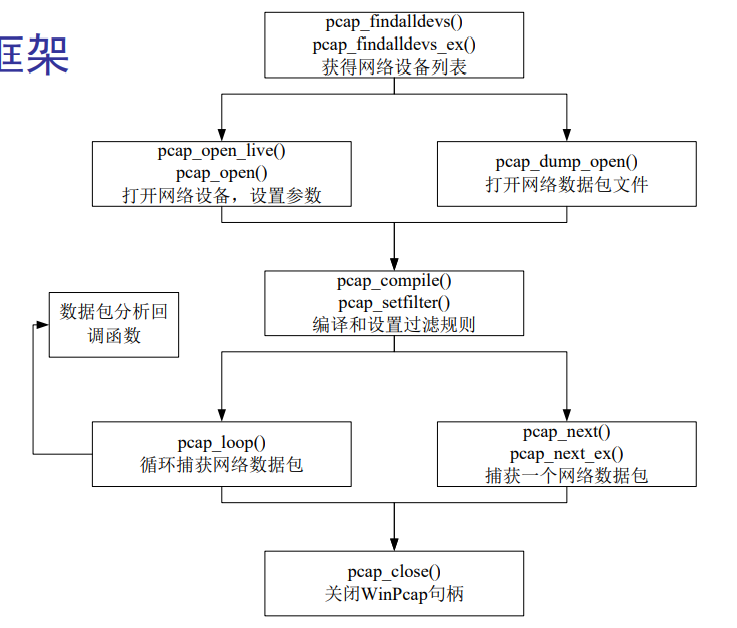 框架
pcap_findalldevs()
pcap_findalldevs_ex()
获得网络设备列表
pcap_open_live()
pcap_open()
打开网络设备，设置参数
pcap_dump_open()
打开网络数据包文件
pcap_compile()
pcap_setfilter()
编译和设置过滤规则
数据包分析回
调函数
pcap_loop()
循环捕获网络数据包
pcap_next()
pcap_next_ex()
捕获一个网络数据包
pcap_close()
关闭WinPcap句柄